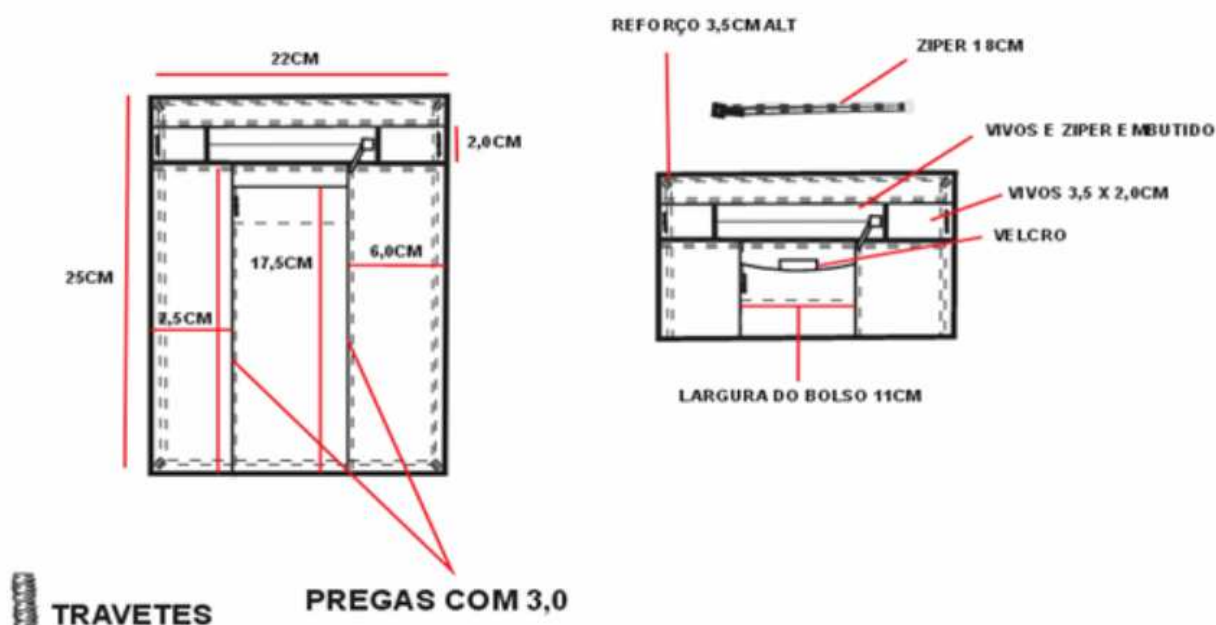 REFORÇO 3,5CM ALT
ZIPER 18CM
22CM
2,0CM
VIVOS E ZIPER EMBUTIDO
VIVOS 3,5 X 2,0CM
VELCRO
25CM
17,5CM
6,0CM
7,5CM
LARGURA DO BOLSO 11CM
PREGAS COM 3,0
TRAVETES